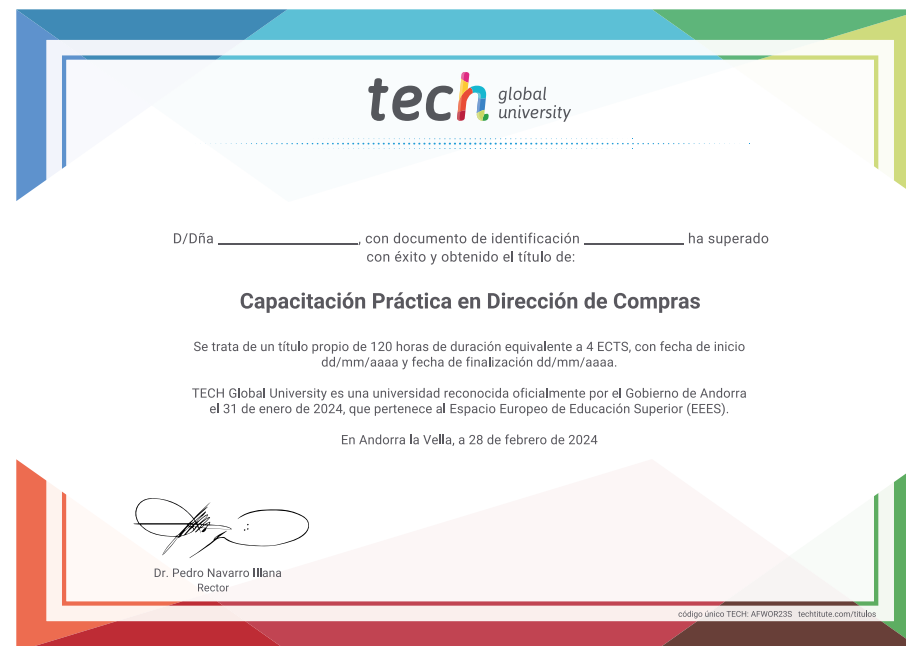 tech global university
D/Dña ____________________, con documento de identificación ______________ ha superado
con éxito y obtenido el título de:
Capacitación Práctica en Dirección de Compras
Se trata de un título propio de 120 horas de duración equivalente a 4 ECTS, con fecha de inicio
dd/mm/aaaa y fecha de finalización dd/mm/aaaa.
TECH Global University es una universidad reconocida oficialmente por el Gobierno de Andorra
el 31 de enero de 2024, que pertenece al Espacio Europeo de Educación Superior (EEES).
En Andorra la Vella, a 28 de febrero de 2024
Dr. Pedro Navarro Illana
Rector
código único TECH: AFWOR23S techtitute.com/titulos